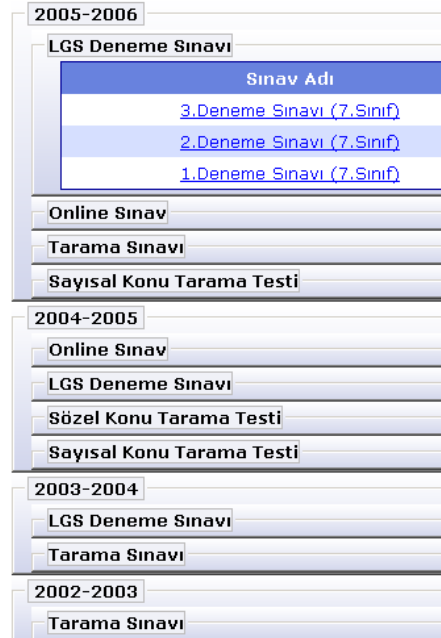 2005-2006
LGS Deneme Sınavı
Sınav Adı
3.Deneme Sınavı (7.Sınıf)
2.Deneme Sınavı (7.Sınıf)
1.Deneme Sınavı (7.Sınıf)
Online Sınav
Tarama Sınavı
Sayısal Konu Tarama Testi
2004-2005
Online Sınav
LGS Deneme Sınavı
Sözel Konu Tarama Testi
Sayısal Konu Tarama Testi
2003-2004
LGS Deneme Sınavı
Tarama Sınavı
2002-2003
Tarama Sınavı